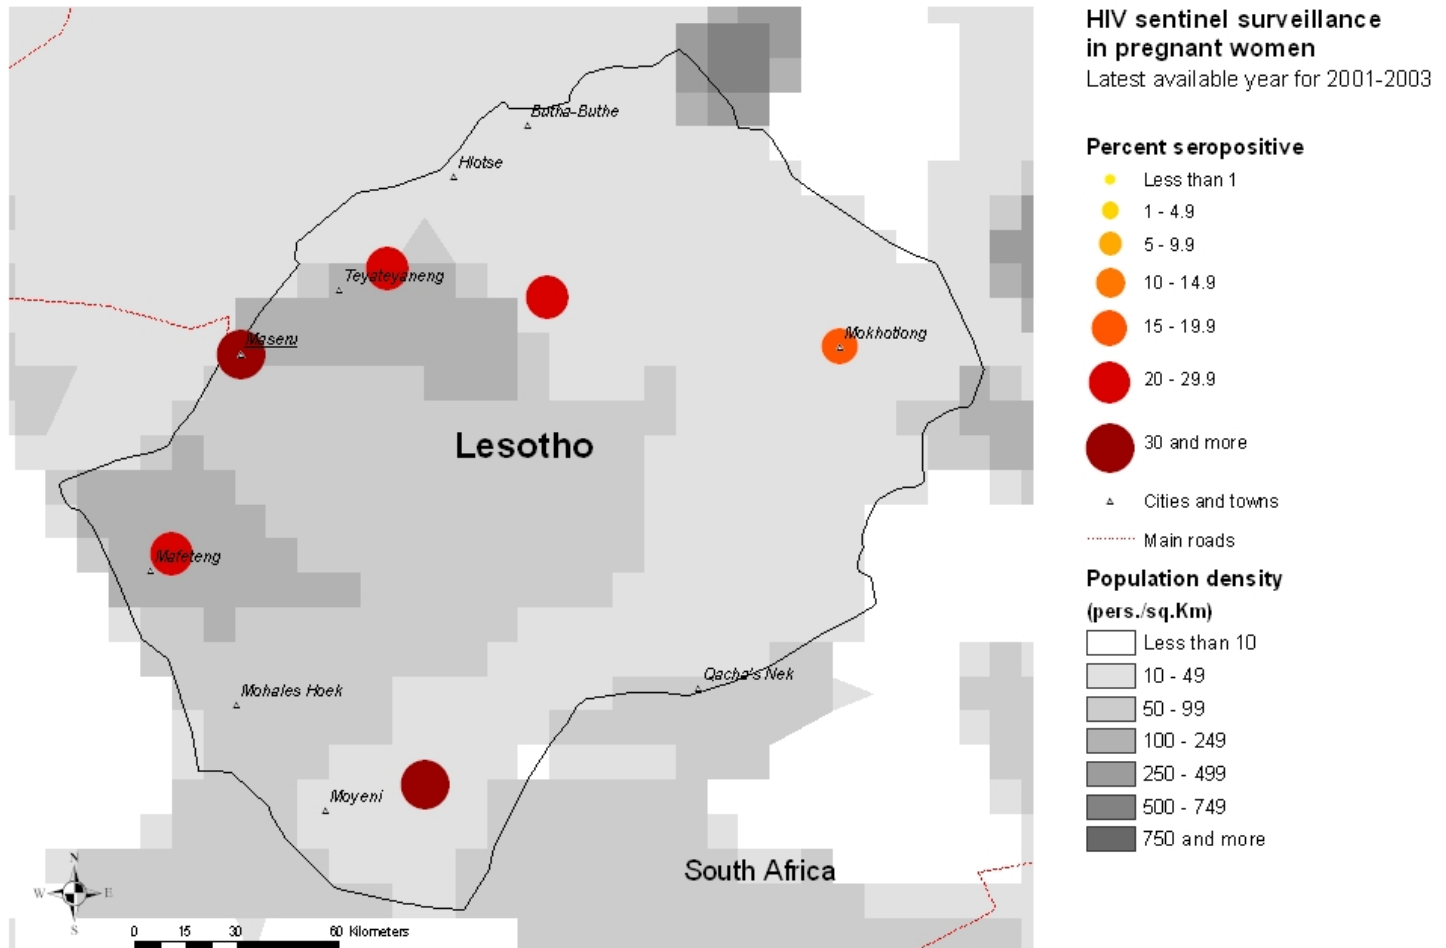 HIV sentinel surveillance
in pregnant women
Latest available year for 2001-2003
Percent seropositive
Less than 1
1 - 4.9
5 - 9.9
10 - 14.9
15 - 19.9
20 - 29.9
30 and more
Cities and towns
Main roads
Population density
(pers./sq.Km)
Less than 10
10 - 49
50 - 99
100 - 249
250 - 499
500 - 749
750 and more
Butha-Buthe
Hlotse
Teyateyaneng
Maseru
Mokhotlong
Lesotho
Mafeteng
Qacha's Nek
Mohales Hoek
Moyeni
South Africa
N
W E
S
0 15 30 60 Kilometers